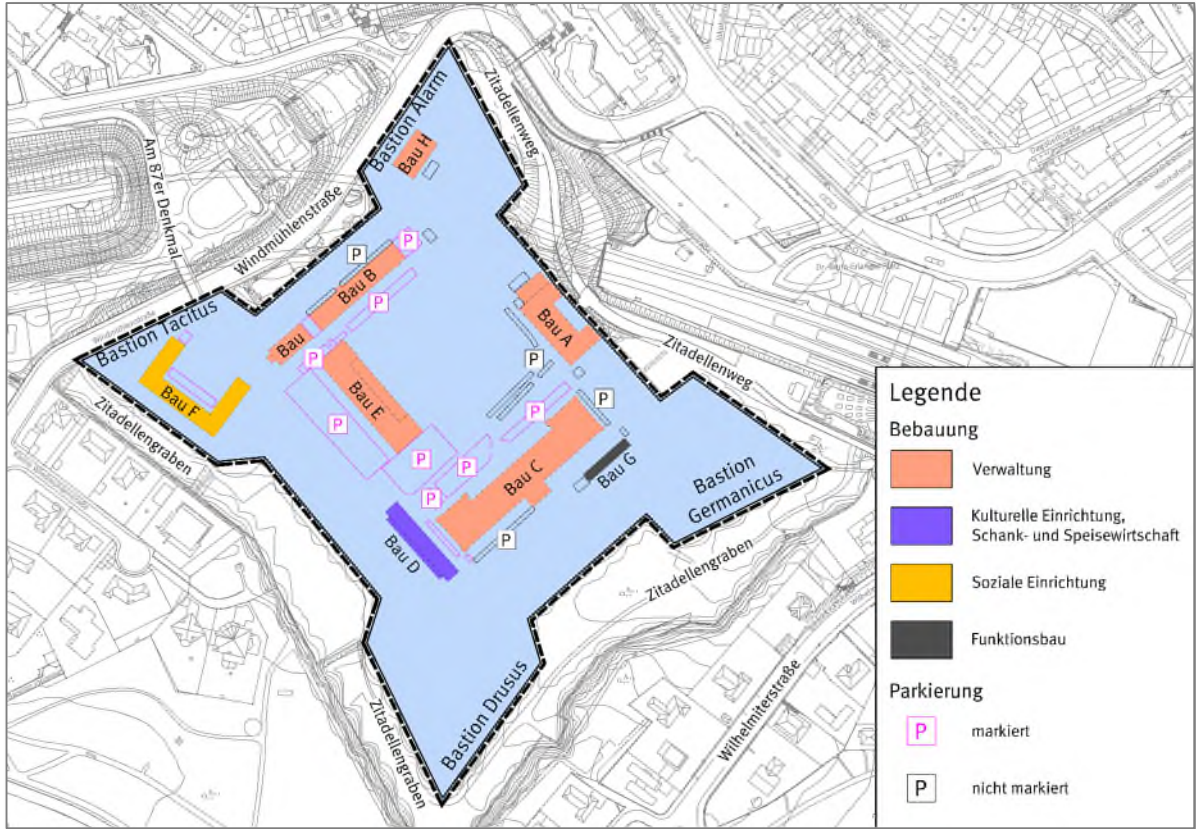 Zitadellenweg
Bastion Alarm
Bau H
Am 87er Denkmal
Windmühlenstraße
P
P
Bau B
P
Bau
P
Bastion Tacitus
Bau F
Bau E
Bau A
P
P
P
Zitadellenweg
P
P
P
P
Bau C
Bau G
P
Bau D
Bastion
Germanicus
Zitadellengraben
Zitadellengraben
Zitadellengraben
Bastion Drusus
Wilhelmiterstraße
Legende
Bebauung
Verwaltung
Kulturelle Einrichtung,
Schank- und Speisewirtschaft
Soziale Einrichtung
Funktionsbau
Parkierung
P markiert
P nicht markiert